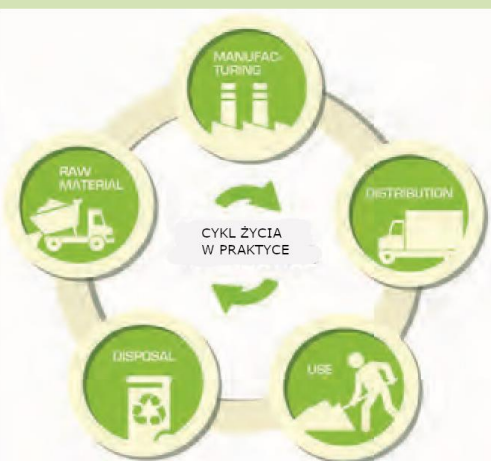 MANUFAC-
TURING
RAW
MATERIAL
DISTRIBUTION
CYKL ŻYCIA
W PRAKTYCE
DISPOSAL
USE